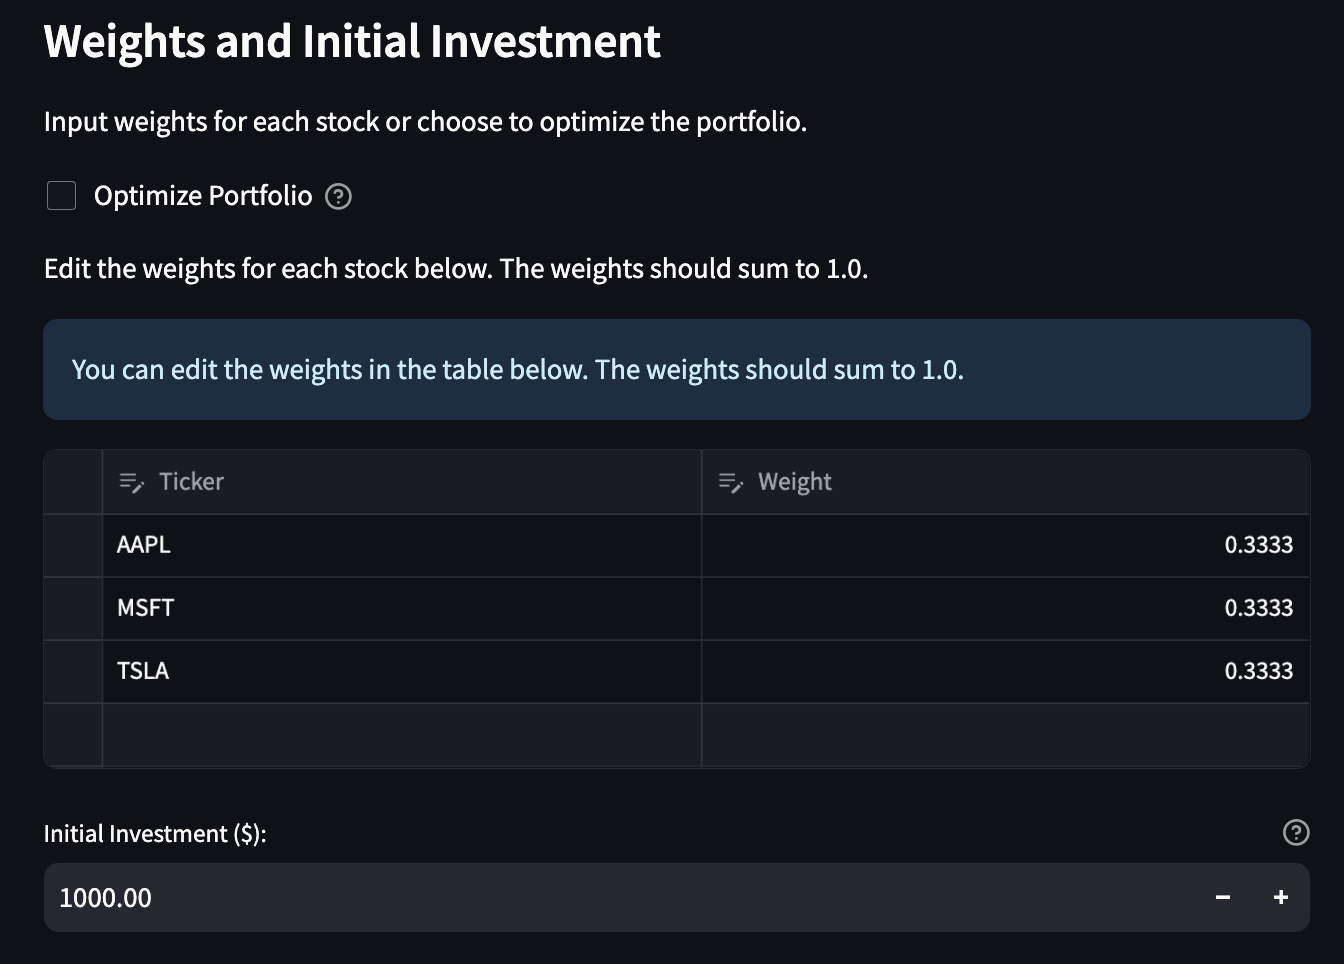 Weights and Initial Investment
Input weights for each stock or choose to optimize the portfolio.
Optimize Portfolio ?
Edit the weights for each stock below. The weights should sum to 1.0.
You can edit the weights in the table below. The weights should sum to 1.0.
Ticker Weight
AAPL 0.3333
MSFT 0.3333
TSLA 0.3333
Initial Investment ($): ?
1000.00 − +